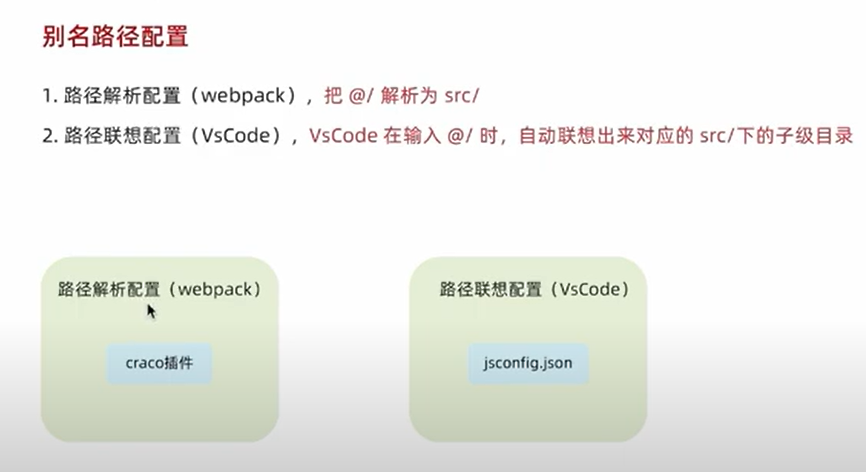 别名路径配置
1. 路径解析配置（webpack），把 @/ 解析为 src/
2. 路径联想配置（VsCode），VsCode 在输入 @/ 时，自动联想出来对应的 src/下的子级目录
路径解析配置（webpack）
craco插件
路径联想配置（VsCode）
jsconfig.json